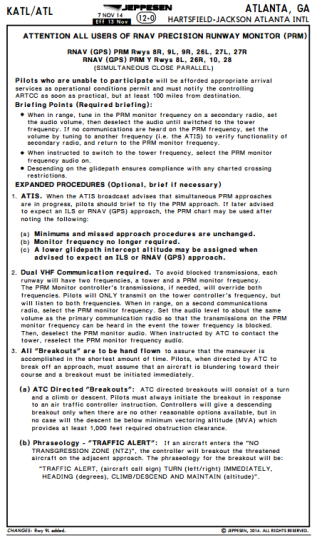 KATL/ATL
JEPPESEN
ATLANTA, GA
7 NOV 14
Eff 13 Nov
12-0
HARTSFIELD-JACKSON ATLANTA INTL
ATTENTION ALL USERS OF RNAV PRECISION RUNWAY MONITOR (PRM)
RNAV (GPS) PRM Rwys 8R, 9L, 9R, 26L, 27L, 27R
RNAV (GPS) PRM Y Rwys 8L, 26R, 10, 28
(SIMULTANEOUS CLOSE PARALLEL)
Pilots who are unable to participate will be afforded appropriate arrival
services as operational conditions permit and must notify the controlling
ARTCC as soon as practical, but at least 100 miles from destination.
Briefing Points (Required briefing):
• When in range, tune in the PRM monitor frequency on a secondary radio, set
the audio volume, then deselect the audio until switched to the tower
frequency. If no communications are heard on the PRM frequency, set the
volume by tuning to another frequency (i.e. the ATIS) to verify functionality of
secondary radio, and return to the PRM monitor frequency.
• When instructed to switch to the tower frequency, select the PRM monitor
frequency audio on.
• Descending on the glidepath ensures compliance with any charted crossing
restrictions.
EXPANDED PROCEDURES (Optional, brief if necessary)
1. ATIS. When the ATIS broadcast advises that simultaneous PRM approaches
are in progress, pilots should brief to fly the PRM approach. If later advised
to expect an ILS or RNAV (GPS) approach, the PRM chart may be used after
noting the following:
(a) Minimums and missed approach procedures are unchanged.
(b) Monitor frequency no longer required.
(c) A lower glidepath intercept altitude may be assigned when
advised to expect an ILS or RNAV (GPS) approach.
2. Dual VHF Communication required. To avoid blocked transmissions, each
runway will have two frequencies, a tower and a PRM monitor frequency.
The PRM Monitor controller's transmissions, if needed, will override both
frequencies. Pilots will ONLY transmit on the tower controller's frequency, but
will listen to both frequencies. When in range, on a second communications
radio, select the PRM monitor frequency. Set the audio level to about the same
volume as the primary communication radio so that the transmissions on the PRM
monitor frequency can be heard in the event the tower frequency is blocked.
Then, deselect the PRM monitor audio. When instructed by ATC to contact the
tower, reselect the PRM monitor frequency audio.
3. All "Breakouts" are to be hand flown to assure that the maneuver is
accomplished in the shortest amount of time. Pilots, when directed by ATC to
break off an approach, must assume that an aircraft is blundering toward their
course and a breakout must be initiated immediately.
(a) ATC Directed "Breakouts": ATC directed breakouts will consist of a turn
and a climb or descent. Pilots must always initiate the breakout in response
to an air traffic control instruction. Controllers will give a descending
breakout only when there are no other reasonable options available, but in
no case will the descent be below minimum vectoring altitude (MVA) which
provides at least 1,000 feet required obstruction clearance.
(b) Phraseology - "TRAFFIC ALERT": If an aircraft enters the "NO
TRANSGRESSION ZONE (NTZ)", the controller will breakout the threatened
aircraft on the adjacent approach. The phraseology for the breakout will be:
"TRAFFIC ALERT, (aircraft call sign) TURN (left/right) IMMEDIATELY,
HEADING (degrees), CLIMB/DESCEND AND MAINTAIN (altitude)".
CHANGES: Rwy 9L added.
© JEPPESEN, 2014. ALL RIGHTS RESERVED.